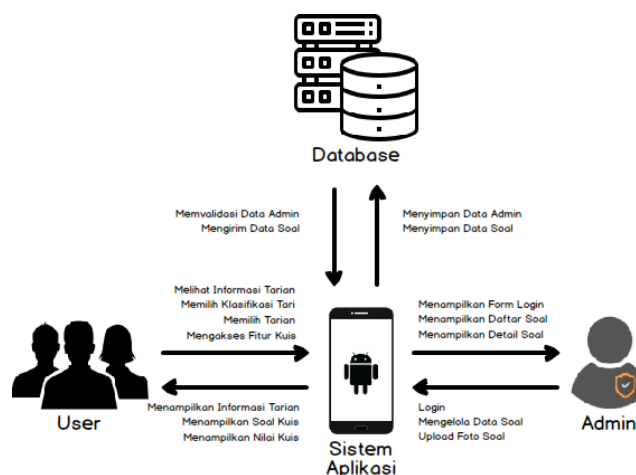 Database
Memvalidasi Data Admin
Mengirim Data Soal
Menyimpan Data Admin
Menyimpan Data Soal
Melihat Informasi Tarian
Memilih Klasifikasi Tari
Memilih Tarian
Mengakses Fitur Kuis
Menampilkan Form Login
Menampilkan Daftar Soal
Menampilkan Detail Soal
User
Menampilkan Informasi Tarian
Menampilkan Soal Kuis
Menampilkan Nilai Kuis
Sistem
Aplikasi
Login
Mengelola Data Soal
Upload Foto Soal
Admin